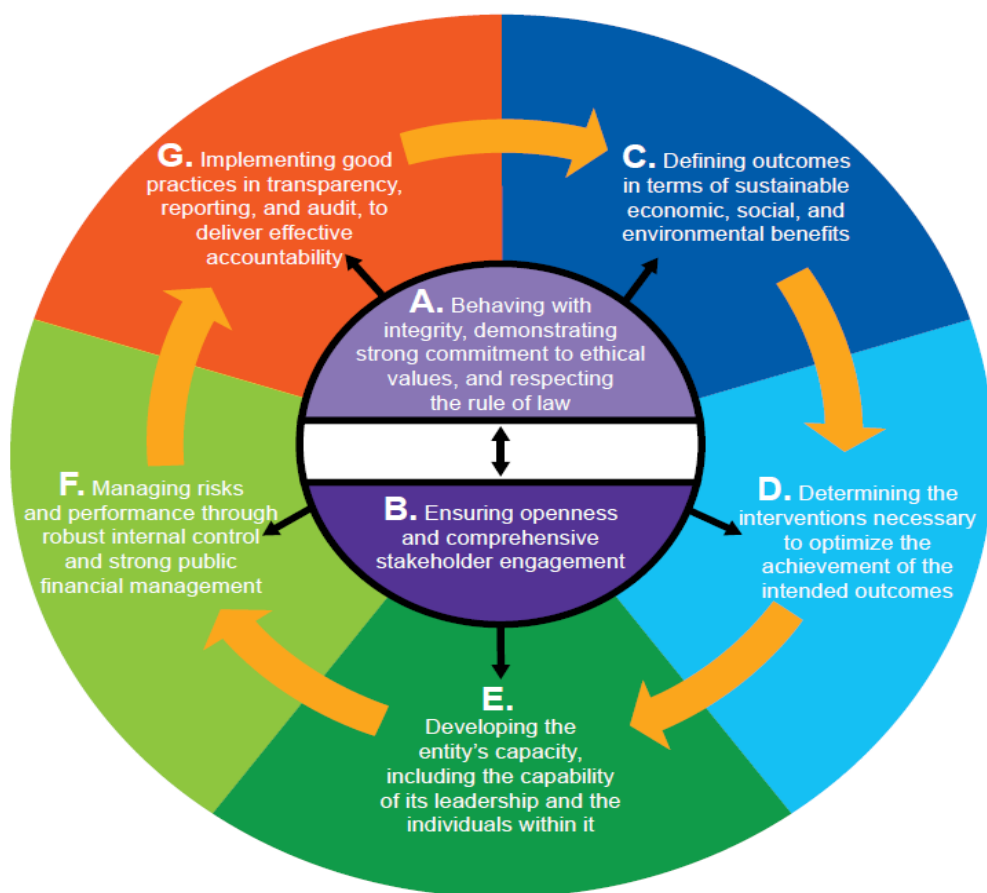 A. Behaving with
integrity, demonstrating
strong commitment to ethical
values, and respecting
the rule of law
B. Ensuring openness
and comprehensive
stakeholder engagement
C. Defining outcomes
in terms of sustainable
economic, social, and
environmental benefits
D. Determining the
interventions necessary
to optimize the
achievement of the
intended outcomes
E.
Developing the
entity's capacity,
including the capability
of its leadership and the
individuals within it
F. Managing risks
and performance through
robust internal control
and strong public
financial management
G. Implementing good
practices in transparency,
reporting, and audit, to
deliver effective
accountability